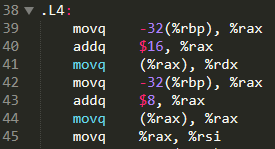 38 .L4:
39 movq -32(%rbp), %rax
40 addq $16, %rax
41 movq (%rax), %rdx
42 movq -32(%rbp), %rax
43 addq $8, %rax
44 movq (%rax), %rax
45 movq %rax, %rsi